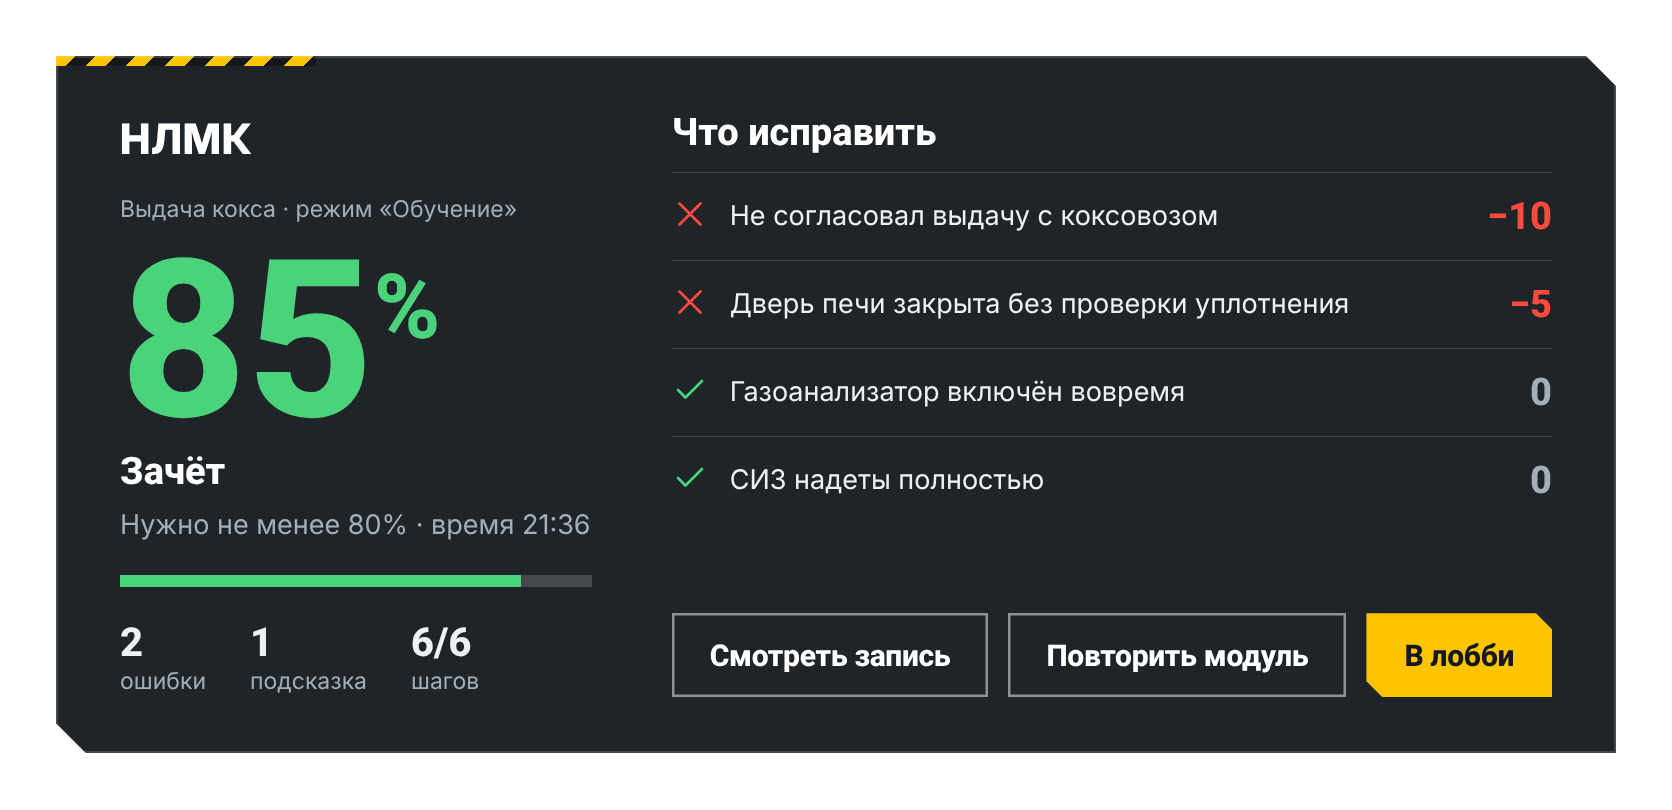 НЛМК
Выдача кокса · режим «Обучение»
85%
Зачёт
Нужно не менее 80% · время 21:36
2 1 6/6
ошибки подсказка шагов
Что исправить
Не согласовал выдачу с коксовозом −10
Дверь печи закрыта без проверки уплотнения −5
Газоанализатор включён вовремя 0
СИЗ надеты полностью 0
Смотреть запись Повторить модуль В лобби